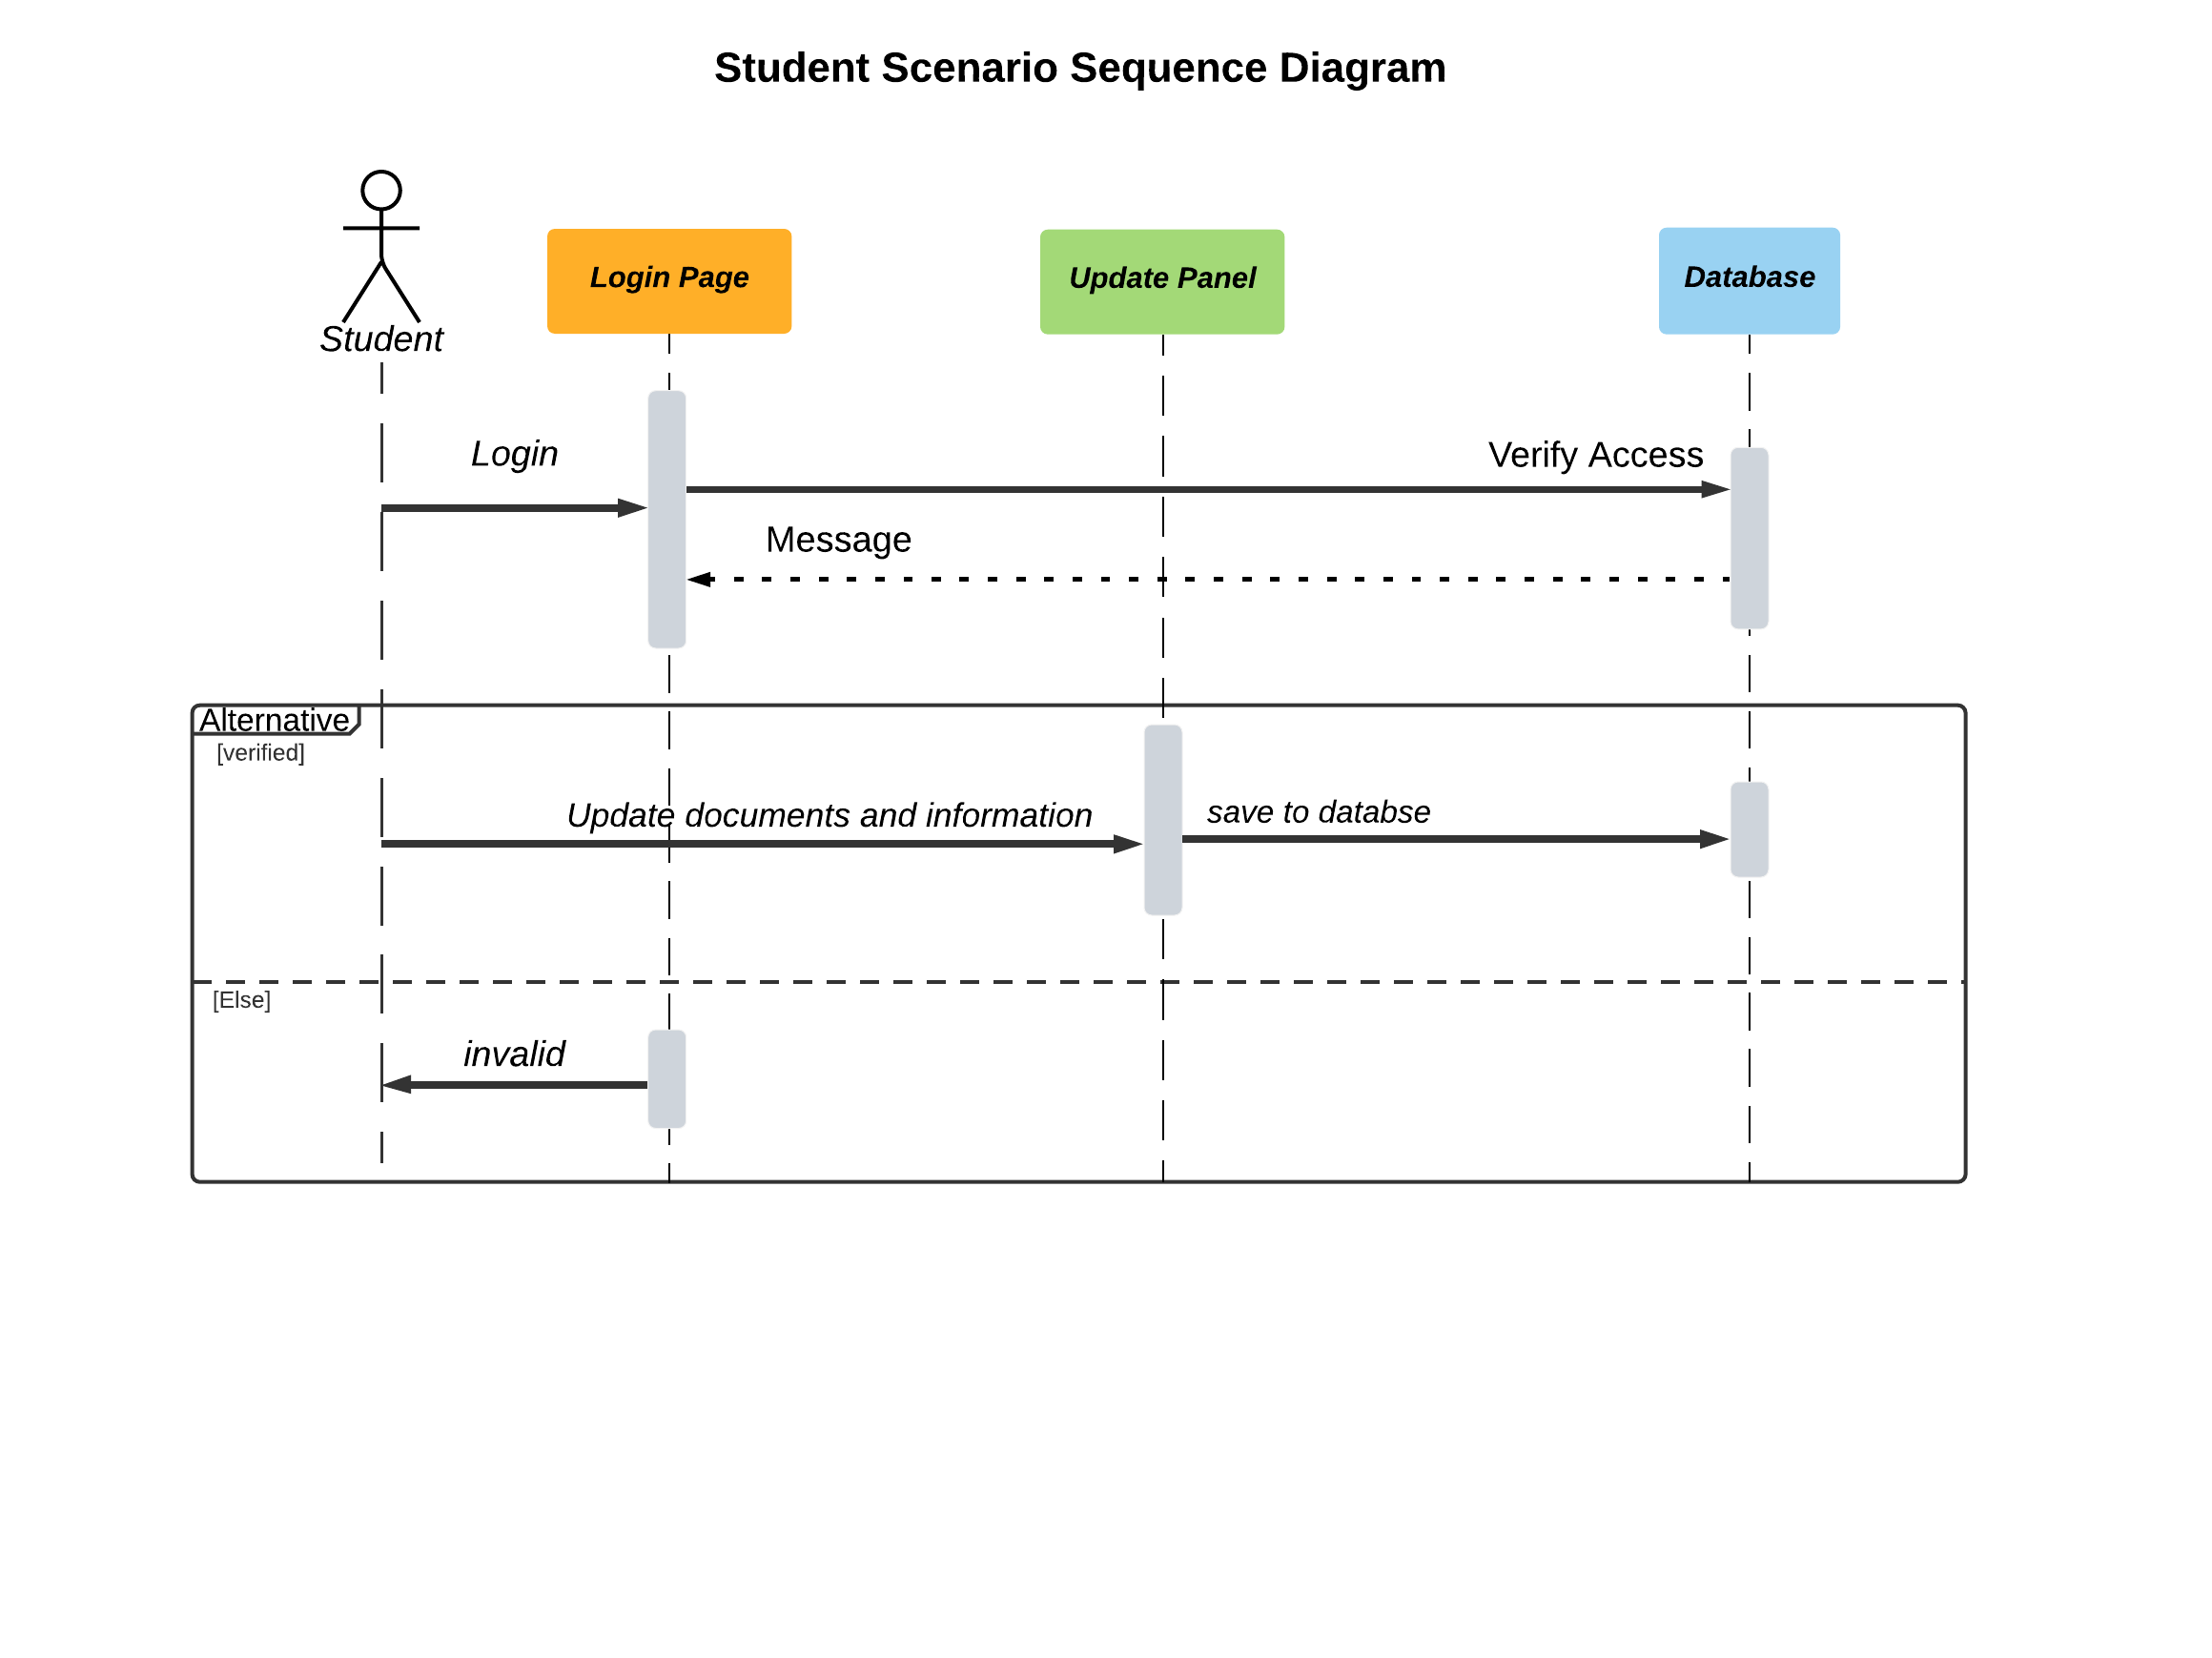 Student Scenario Sequence Diagram
Student
Login Page
Update Panel
Database
Login
Verify Access
Message
Alternative
[verified]
Update documents and information
save to databse
[Else]
invalid